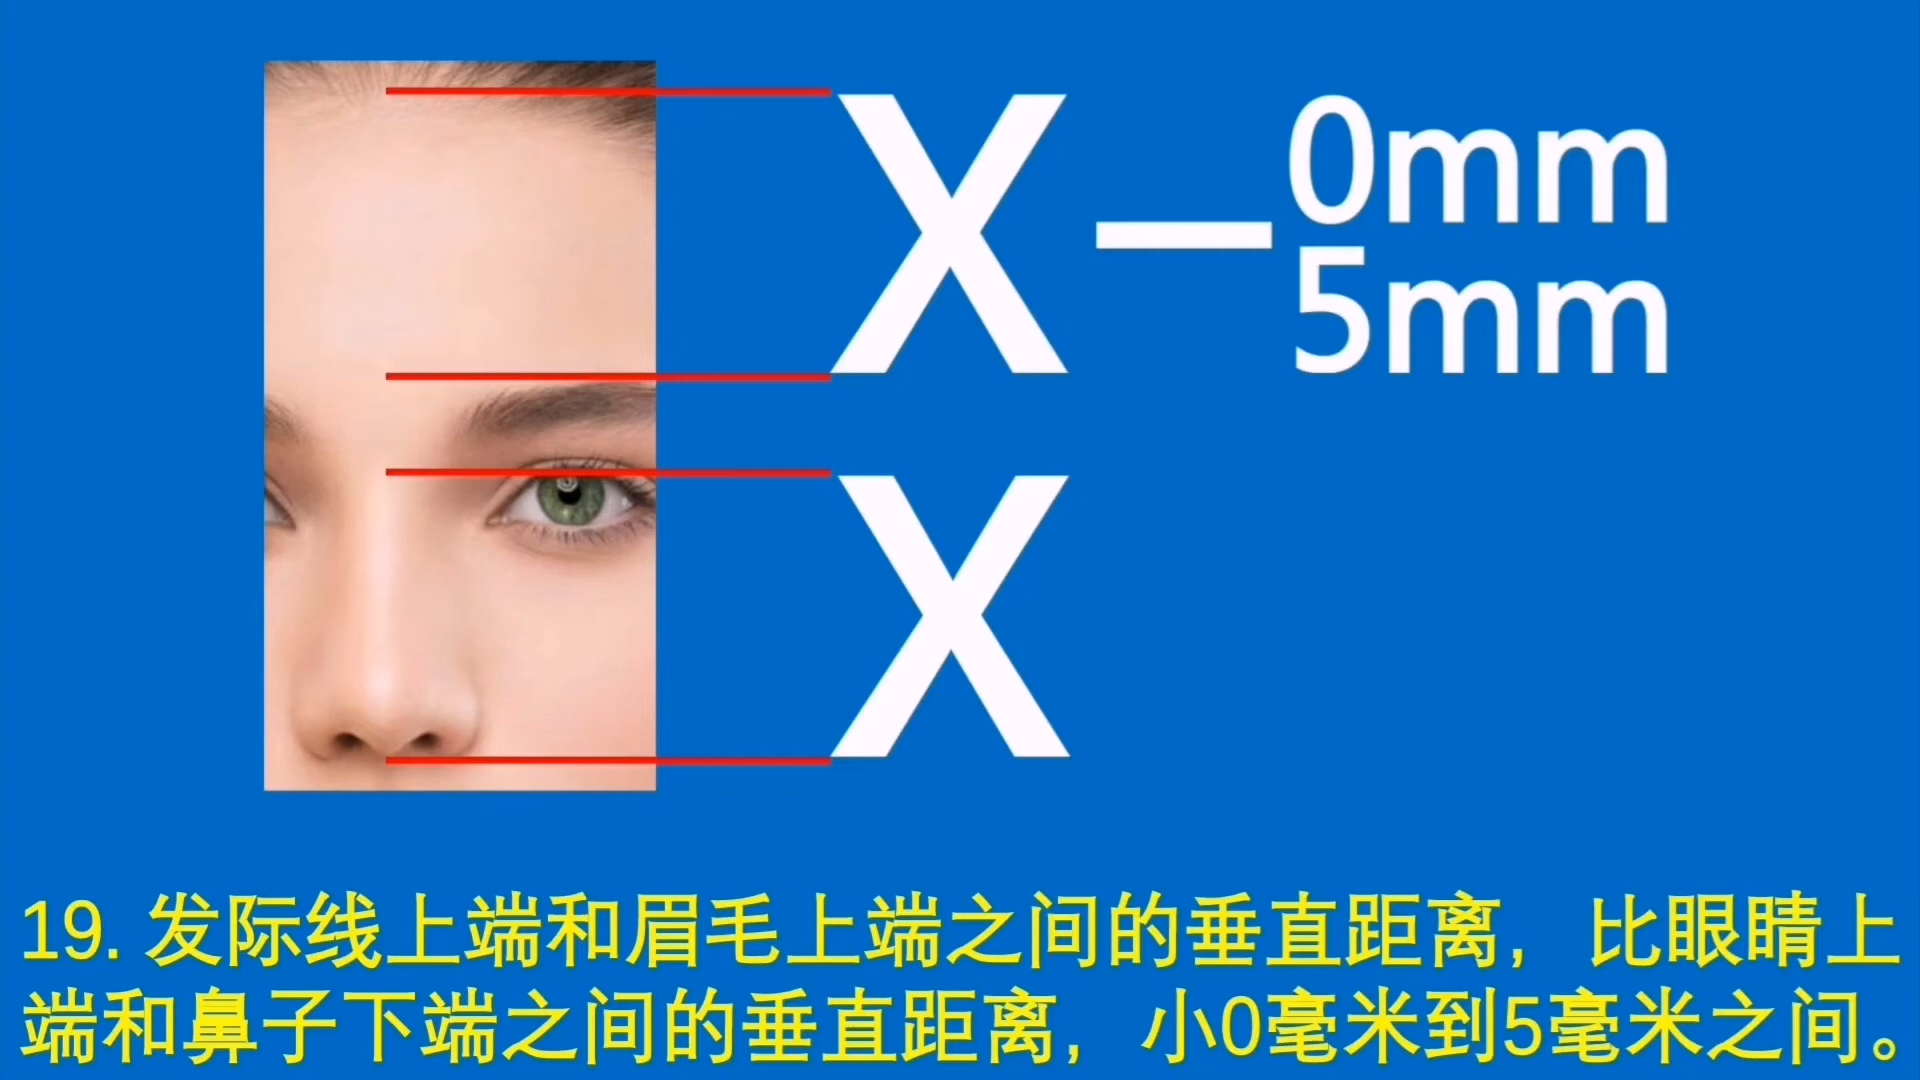 X－0mm
5mm
X
19. 发际线上端和眉毛上端之间的垂直距离，比眼睛上
端和鼻子下端之间的垂直距离，小0毫米到5毫米之间。